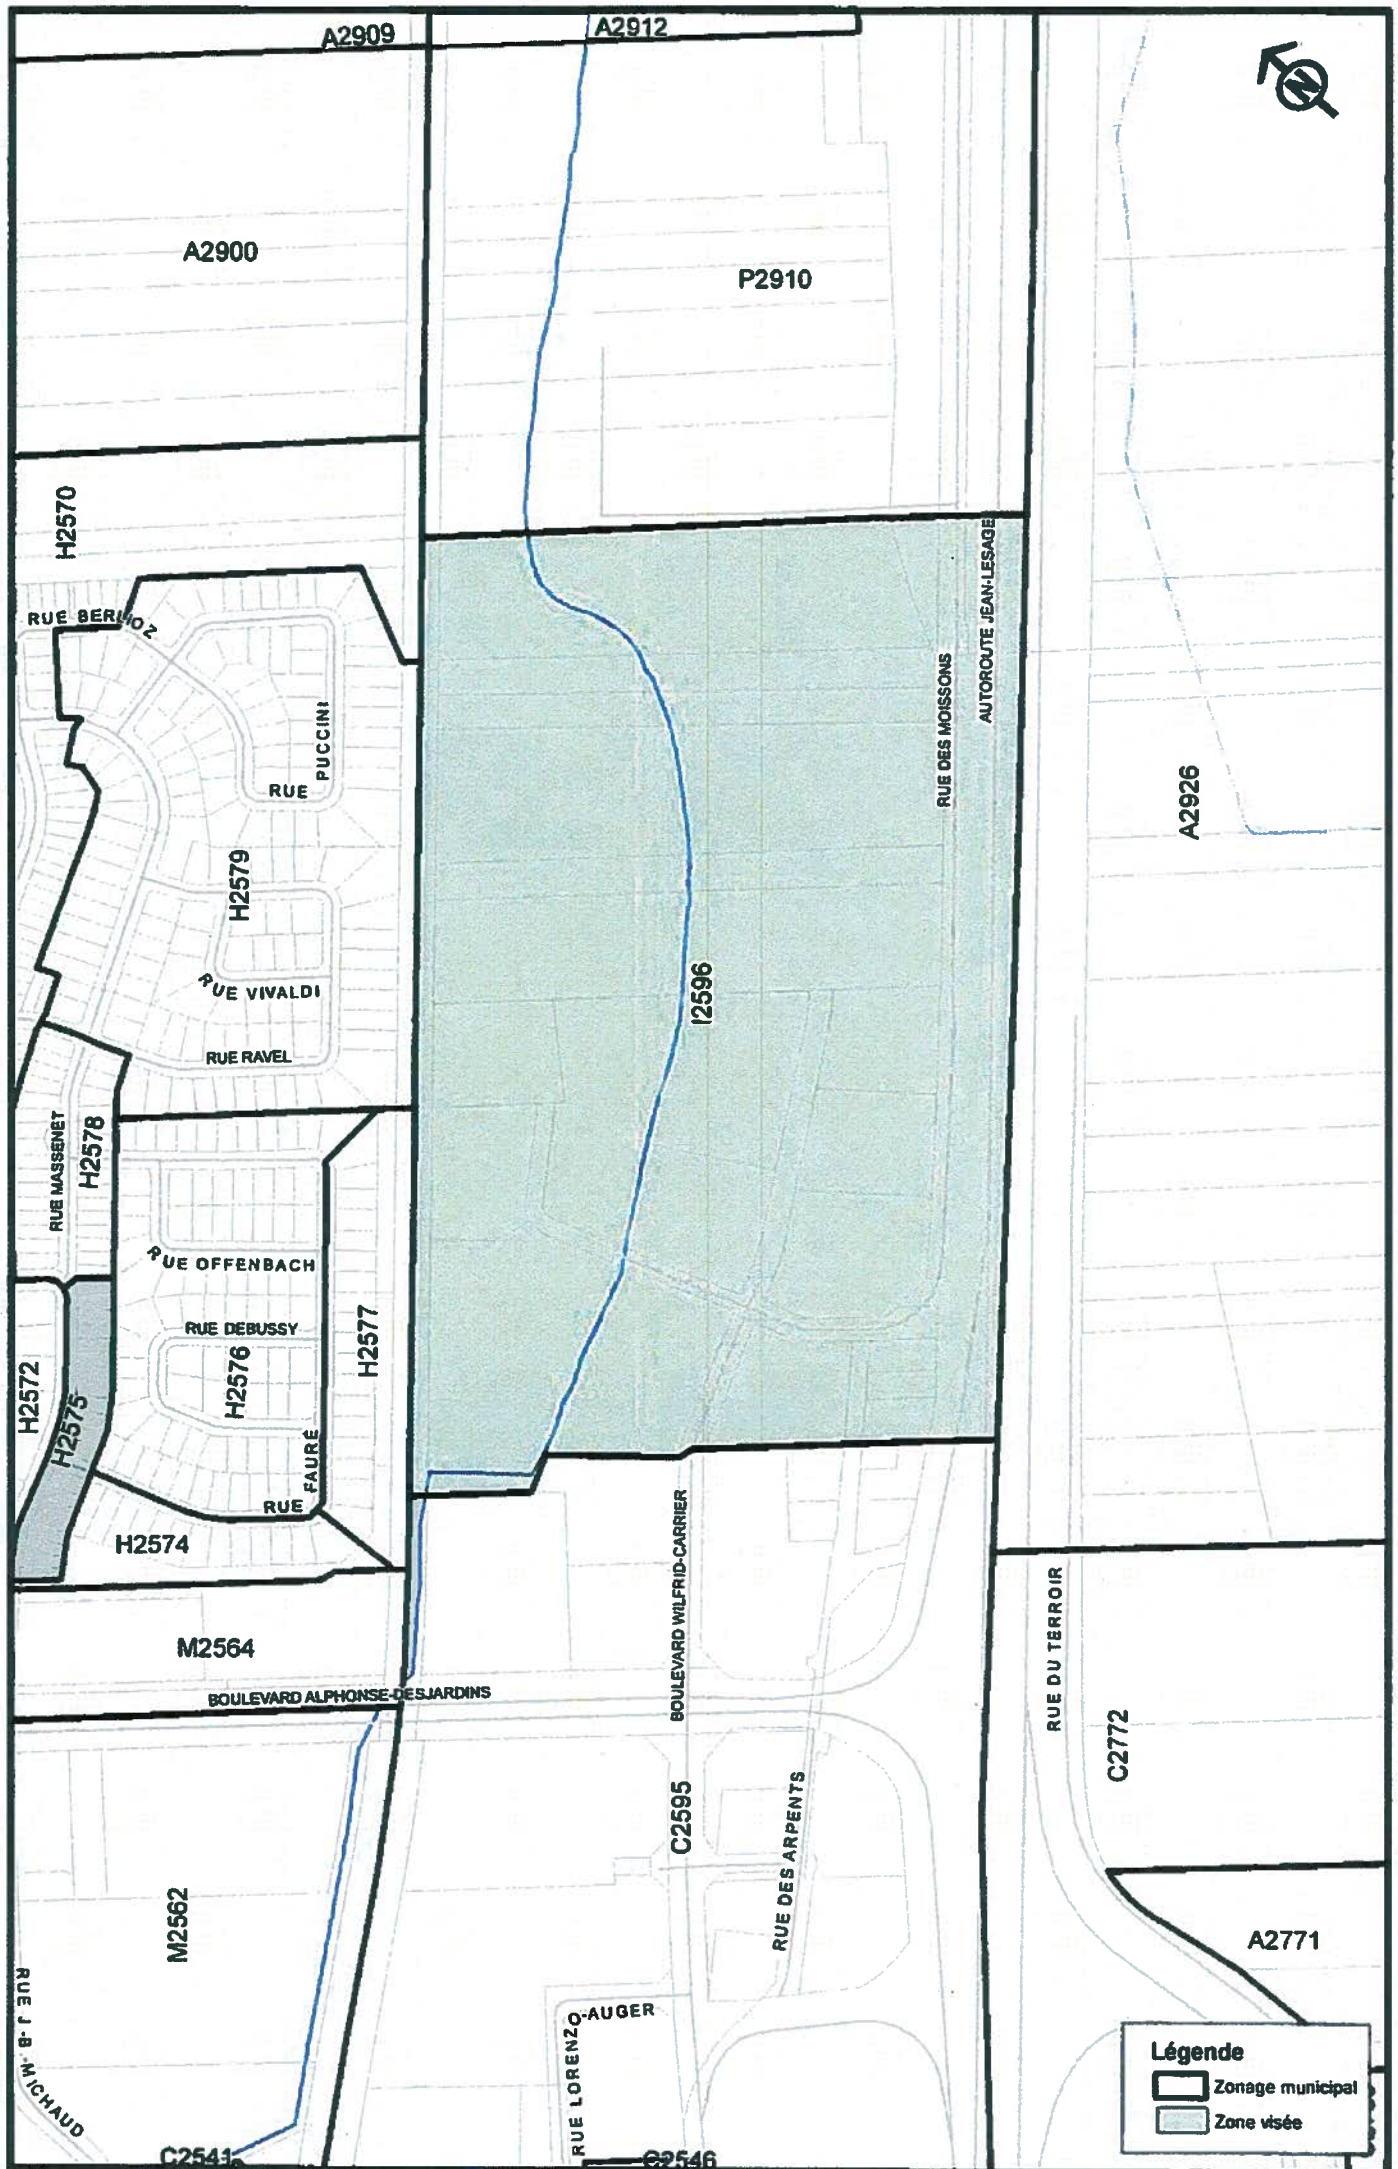 A2909
A2912
N
A2900
P2910
H2570
RUE BERLIOZ
AUTOROUTE JEAN-LESAGE
RUE DES MOISSONS
RUE PUCCINI
A2926
H2579
RUE VIVALDI
I2596
RUE RAVEL
RUE MASSENET
H2578
RUE OFFENBACH
RUE DEBUSSY
H2577
H2576
H2572
H2575
RUE FAURÉ
H2574
BOULEVARD WILFRID-CARRIER
RUE DU TERROIR
M2564
BOULEVARD ALPHONSE-DESJARDINS
C2772
C2595
RUE DES ARPENTS
M2562
A2771
RUE J.-B.-MICHAUD
RUE LORENZO-AUGER
C2541
C2546
Légende
Zonage municipal
Zone visée